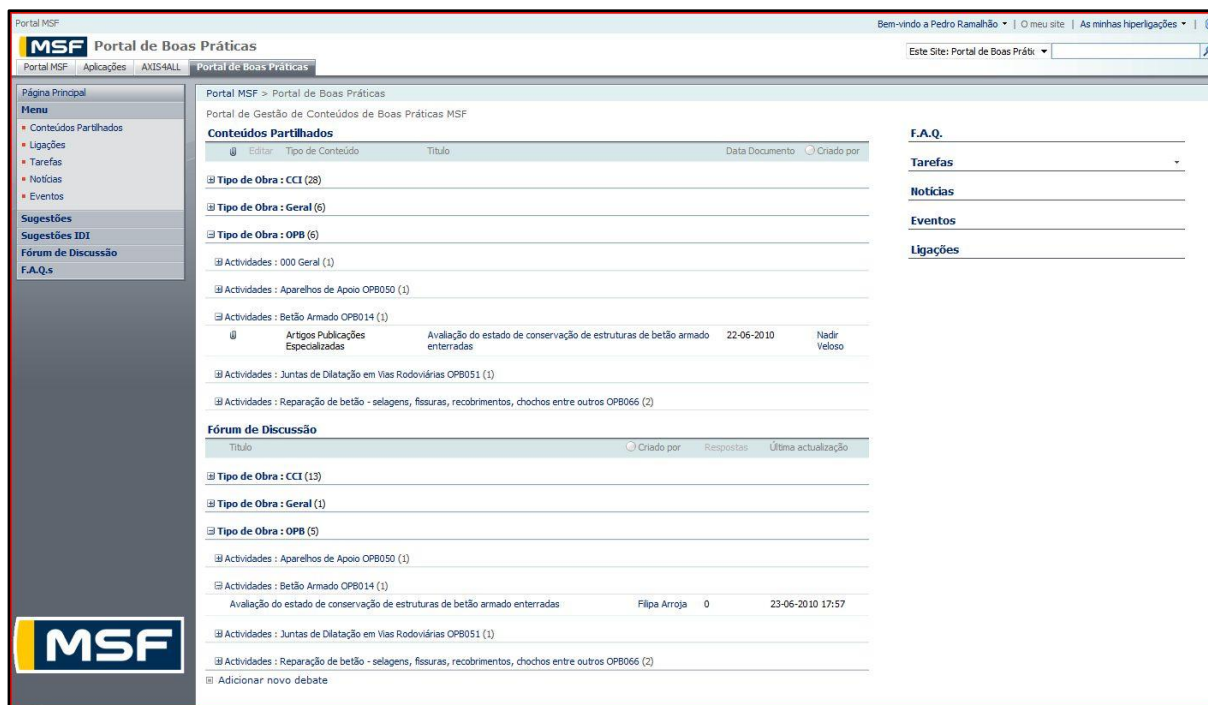 Portal MSF
Bem-vindo a Pedro Ramalhão | O meu site | As minhas hiperligações |
MSF Portal de Boas Práticas
Este Site: Portal de Boas Prátic
Portal MSF Aplicações AXIS4ALL Portal de Boas Práticas
Página Principal
Menu
Conteúdos Partilhados
Ligações
Tarefas
Notícias
Eventos
Sugestões
Sugestões IDI
Fórum de Discussão
F.A.Q.s
MSF
Portal MSF > Portal de Boas Práticas
Portal de Gestão de Conteúdos de Boas Práticas MSF
Conteúdos Partilhados
Editar Tipo de Conteúdo Título Data Documento Criado por
Tipo de Obra : CCI (28)
Tipo de Obra : Geral (6)
Tipo de Obra : OPB (6)
Actividades : 000 Geral (1)
Actividades : Aparelhos de Apoio OPB050 (1)
Actividades : Betão Armado OPB014 (1)
Artigos Publicações Avaliação do estado de conservação de estruturas de betão armado 22-06-2010 Nadir
Especializadas enterradas Veloso
Actividades : Juntas de Dilatação em Vias Rodoviárias OPB051 (1)
Actividades : Reparação de betão - selagens, fissuras, recobrimentos, chochos entre outros OPB066 (2)
Fórum de Discussão
Título Criado por Respostas Última actualização
Tipo de Obra : CCI (13)
Tipo de Obra : Geral (1)
Tipo de Obra : OPB (5)
Actividades : Aparelhos de Apoio OPB050 (1)
Actividades : Betão Armado OPB014 (1)
Avaliação do estado de conservação de estruturas de betão armado enterradas Filipa Arroja 0 23-06-2010 17:57
Actividades : Juntas de Dilatação em Vias Rodoviárias OPB051 (1)
Actividades : Reparação de betão - selagens, fissuras, recobrimentos, chochos entre outros OPB066 (2)
Adicionar novo debate
F.A.Q.
Tarefas
Notícias
Eventos
Ligações